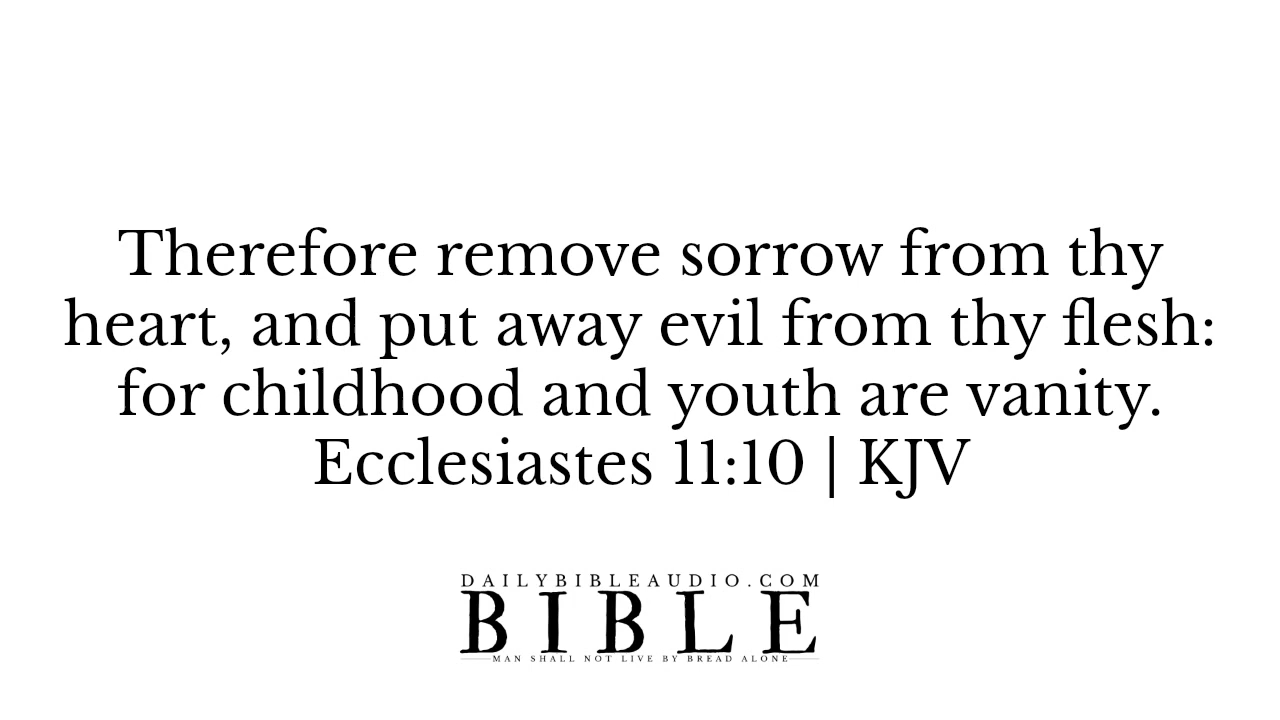 Therefore remove sorrow from thy
heart, and put away evil from thy flesh:
for childhood and youth are vanity.
Ecclesiastes 11:10 | KJV
DAILYBIBLEAUDIO.COM
BIBLE
MAN SHALL NOT LIVE BY BREAD ALONE